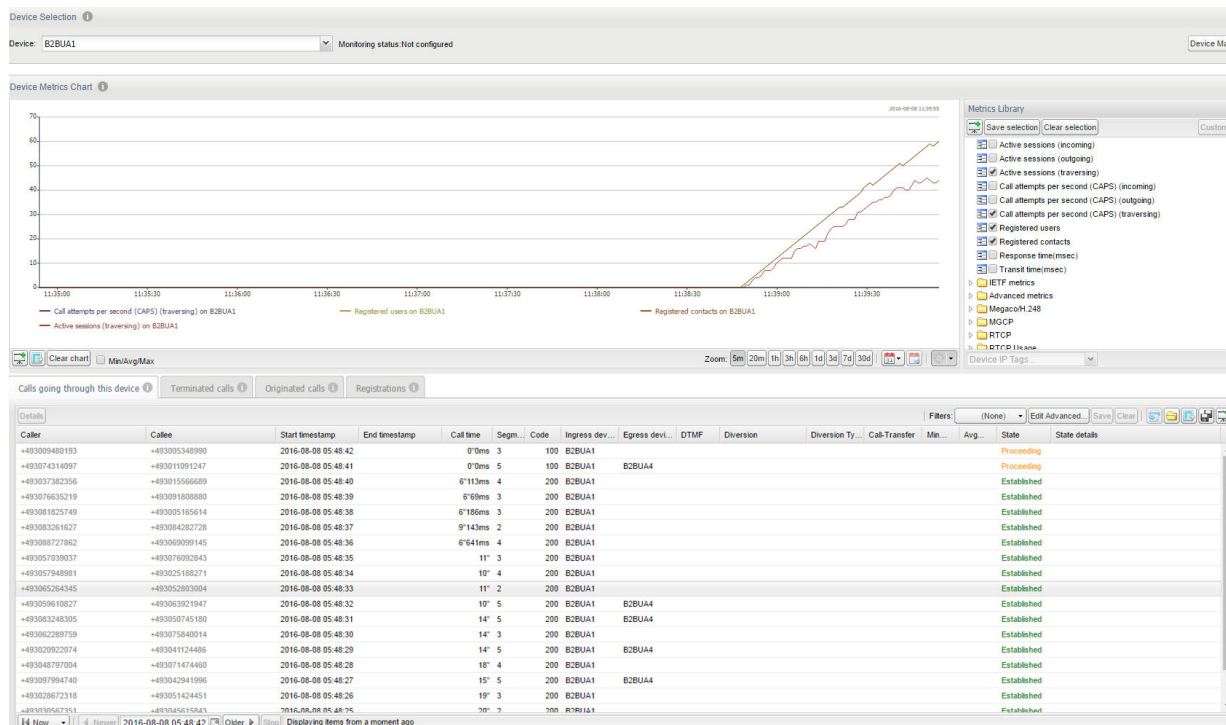 Device Selection
Device: B2BUA1 Monitoring status:Not configured Device Ma
Device Metrics Chart
2016-08-08 11:39:55
70
60
50
40
30
20
10
0
11:35:00 11:35:30 11:36:00 11:36:30 11:37:00 11:37:30 11:38:00 11:38:30 11:39:00 11:39:30
Call attempts per second (CAPS) (traversing) on B2BUA1 Registered users on B2BUA1 Registered contacts on B2BUA1
Active sessions (traversing) on B2BUA1
Clear chart Min/Avg/Max Zoom: 5m 20m 1h 3h 6h 1d 3d 7d 30d
Metrics Library
Save selection Clear selection Custom
Active sessions (incoming)
Active sessions (outgoing)
Active sessions (traversing)
Call attempts per second (CAPS) (incoming)
Call attempts per second (CAPS) (outgoing)
Call attempts per second (CAPS) (traversing)
Registered users
Registered contacts
Response time(msec)
Transit time(msec)
IETF metrics
Advanced metrics
Megaco/H.248
MGCP
RTCP
RTCP Usage
Device IP Tags...
Calls going through this device Terminated calls Originated calls Registrations
Details Filters: (None) Edit Advanced... Save Clear
Caller Callee Start timestamp End timestamp Call time Segm... Code Ingress dev... Egress devi... DTMF Diversion Diversion Ty... Call-Transfer Min... Avg... State State details
+493009480193 +493005348990 2016-08-08 05:48:42 0"0ms 3 100 B2BUA1 Proceeding
+493074314097 +493011091247 2016-08-08 05:48:41 0"0ms 5 100 B2BUA1 B2BUA4 Proceeding
+493037382356 +493015566689 2016-08-08 05:48:40 6"113ms 4 200 B2BUA1 Established
+493076635219 +493091808880 2016-08-08 05:48:39 6"69ms 3 200 B2BUA1 Established
+493081825749 +493005165614 2016-08-08 05:48:38 6"186ms 3 200 B2BUA1 Established
+493083261627 +493084282728 2016-08-08 05:48:37 9"143ms 2 200 B2BUA1 Established
+493088727862 +493069099145 2016-08-08 05:48:36 6"641ms 4 200 B2BUA1 Established
+493057039037 +493076092843 2016-08-08 05:48:35 11" 3 200 B2BUA1 Established
+493057948981 +493025188271 2016-08-08 05:48:34 10" 4 200 B2BUA1 Established
+493065264345 +493052803004 2016-08-08 05:48:33 11" 2 200 B2BUA1 Established
+493059610827 +493063921947 2016-08-08 05:48:32 10" 5 200 B2BUA1 B2BUA4 Established
+493083248305 +493050745180 2016-08-08 05:48:31 14" 5 200 B2BUA1 B2BUA4 Established
+493062289759 +493075840014 2016-08-08 05:48:30 14" 3 200 B2BUA1 Established
+493020922074 +493041124486 2016-08-08 05:48:29 14" 5 200 B2BUA1 B2BUA4 Established
+493048797004 +493071474460 2016-08-08 05:48:28 18" 4 200 B2BUA1 Established
+493097994740 +493042941996 2016-08-08 05:48:27 15" 5 200 B2BUA1 B2BUA4 Established
+493028672318 +493051424451 2016-08-08 05:48:26 19" 3 200 B2BUA1 Established
+493030567351 +493045615843 2016-08-08 05:48:25 20" 2 200 B2BUA1 Established
Now Newer 2016-08-08 05:48:42 Older Stop Displaying items from a moment ago